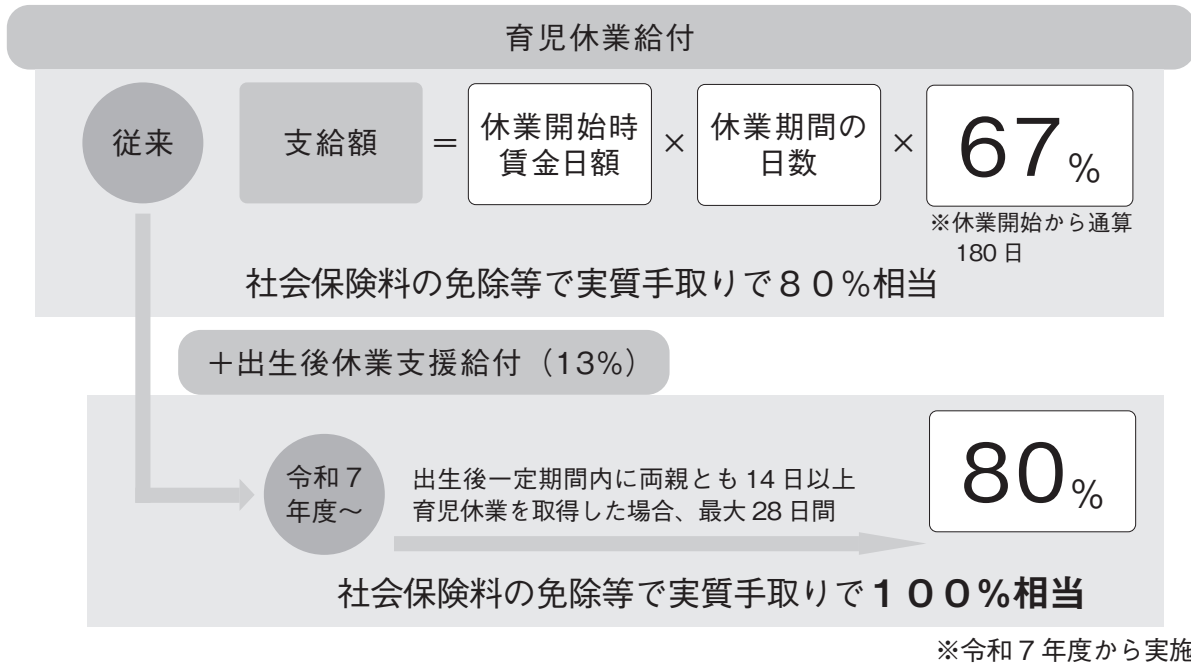 育児休業給付
従来
支給額
＝
休業開始時
賃金日額
×
休業期間の
日数
×
67%
※休業開始から通算
180日
社会保険料の免除等で実質手取りで８０％相当
＋出生後休業支援給付（13%）
令和７
年度～
出生後一定期間内に両親とも14日以上
育児休業を取得した場合、最大28日間
80%
社会保険料の免除等で実質手取りで１００％相当
※令和７年度から実施